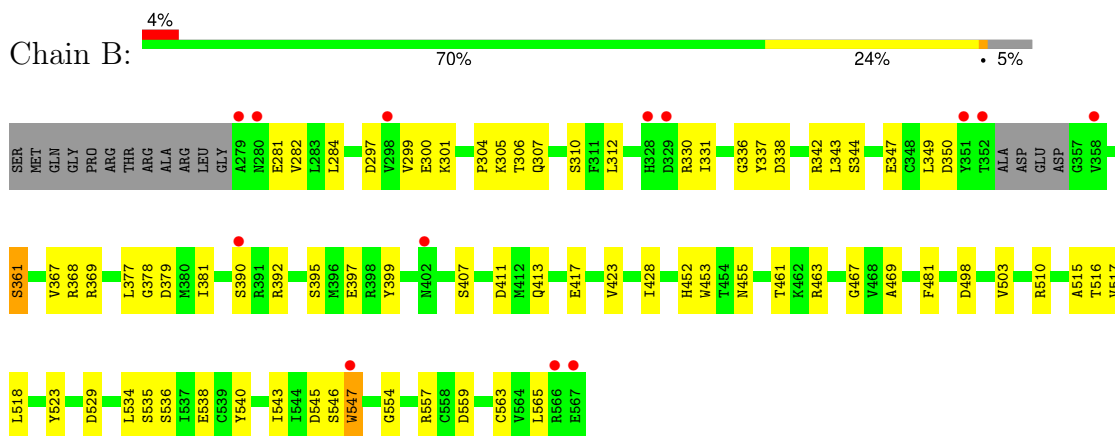 4%
Chain B:
70% 24% • 5%
SER MET GLN GLY PRO ARG THR ARG ALA ARG LEU GLY A279 N280 E281 V282 L283 L284 D297 V298 V299 E300 K301 P304 K305 T306 Q307 S310 F311 L312 H328 D329 R330 I331 G336 Y337 D338 R342 L343 S344 E347 C348 L349 D350 Y351 T352 ALA ASP GLU ASP G357 V358
S361 V367 R368 R369 L377 G378 D379 M380 I381 S390 R391 R392 S395 M396 E397 R398 Y399 N402 S407 D411 M412 Q413 E417 V423 I428 H452 W453 T454 N455 T461 K462 R463 G467 V468 A469 F481 D498 V503 R510 A515 T516 V517
L518 Y523 D529 L534 S535 S536 I537 E538 C539 Y540 I543 I544 D545 S546 W547 G554 R557 C558 D559 C563 V564 L565 R566 E567